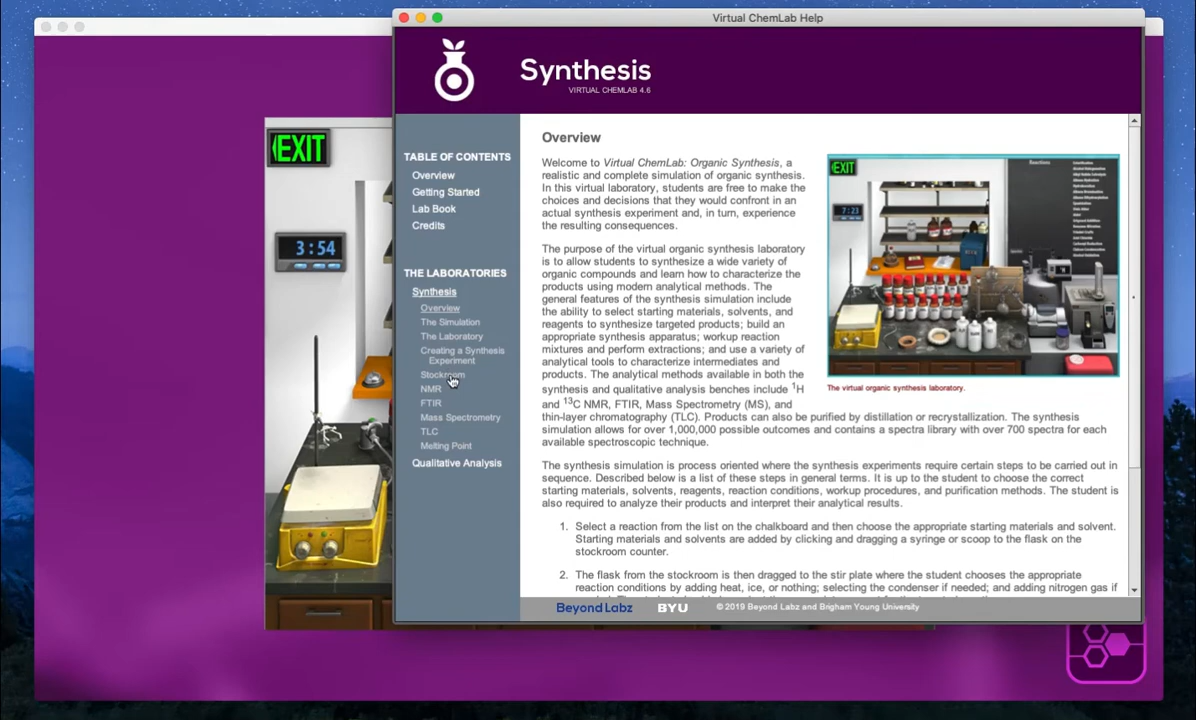 Virtual ChemLab Help
Synthesis
VIRTUAL CHEMLAB 4.6
EXIT
3:54
TABLE OF CONTENTS
Overview
Getting Started
Lab Book
Credits
THE LABORATORIES
Synthesis
Overview
The Simulation
The Laboratory
Creating a Synthesis
Experiment
Stockroom
NMR
FTIR
Mass Spectrometry
TLC
Melting Point
Qualitative Analysis
Overview
Welcome to Virtual ChemLab: Organic Synthesis, a
realistic and complete simulation of organic synthesis.
In this virtual laboratory, students are free to make the
choices and decisions that they would confront in an
actual synthesis experiment and, in turn, experience
the resulting consequences.
The purpose of the virtual organic synthesis laboratory
is to allow students to synthesize a wide variety of
organic compounds and learn how to characterize the
products using modern analytical methods. The
general features of the synthesis simulation include
the ability to select starting materials, solvents, and
reagents to synthesize targeted products; build an
appropriate synthesis apparatus; workup reaction
mixtures and perform extractions; and use a variety of
analytical tools to characterize intermediates and
products. The analytical methods available in both the
synthesis and qualitative analysis benches include ¹H
and ¹³C NMR, FTIR, Mass Spectrometry (MS), and
thin-layer chromatography (TLC). Products can also be purified by distillation or recrystallization. The synthesis
simulation allows for over 1,000,000 possible outcomes and contains a spectra library with over 700 spectra for each
available spectroscopic technique.
EXIT
7:23
Reactions
The virtual organic synthesis laboratory.
The synthesis simulation is process oriented where the synthesis experiments require certain steps to be carried out in
sequence. Described below is a list of these steps in general terms. It is up to the student to choose the correct
starting materials, solvents, reagents, reaction conditions, workup procedures, and purification methods. The student is
also required to analyze their products and interpret their analytical results.
1. Select a reaction from the list on the chalkboard and then choose the appropriate starting materials and solvent.
Starting materials and solvents are added by clicking and dragging a syringe or scoop to the flask on the
stockroom counter.
2. The flask from the stockroom is then dragged to the stir plate where the student chooses the appropriate
reaction conditions by adding heat, ice, or nothing; selecting the condenser if needed; and adding nitrogen gas if
Beyond Labz
BYU
© 2019 Beyond Labz and Brigham Young University